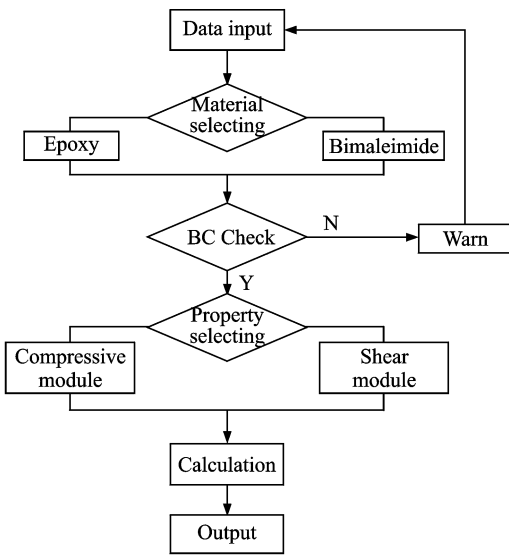 Data input
Material
selecting
Epoxy
Bimaleimide
BC Check
N
Warn
Y
Property
selecting
Compressive
module
Shear
module
Calculation
Output